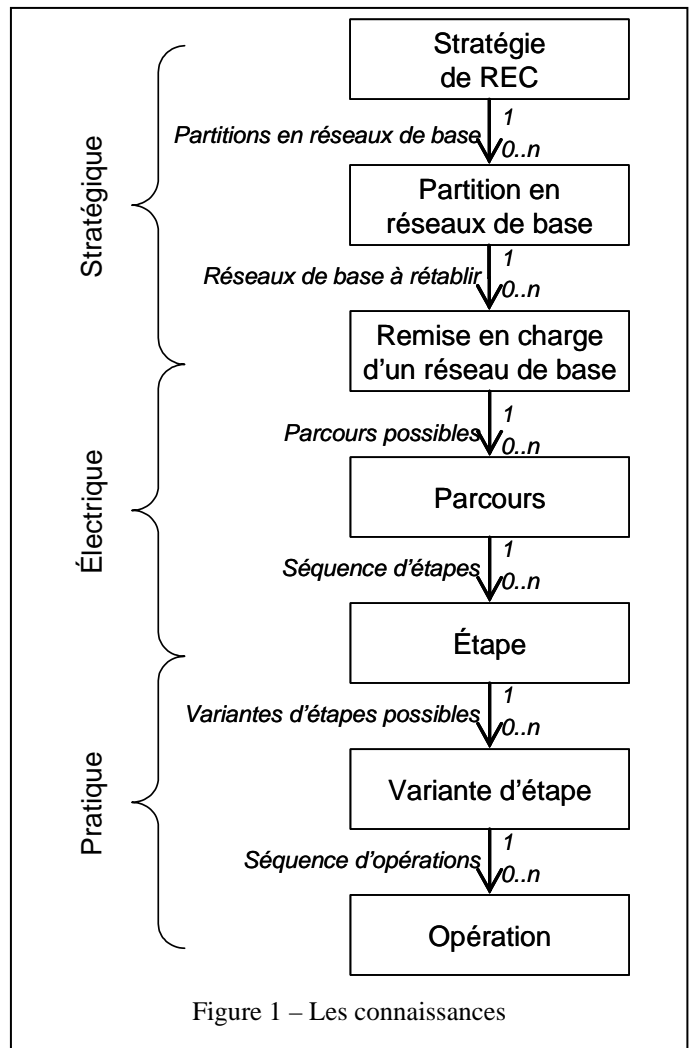 Stratégie
de REC
Partitions en réseaux de base
1
0..n
Partition en
réseaux de base
Stratégique
Réseaux de base à rétablir
1
0..n
Remise en charge
d'un réseau de base
Parcours possibles
1
0..n
Parcours
Électrique
Séquence d'étapes
1
0..n
Étape
Variantes d'étapes possibles
1
0..n
Variante d'étape
Pratique
Séquence d'opérations
1
0..n
Opération
Figure 1 – Les connaissances